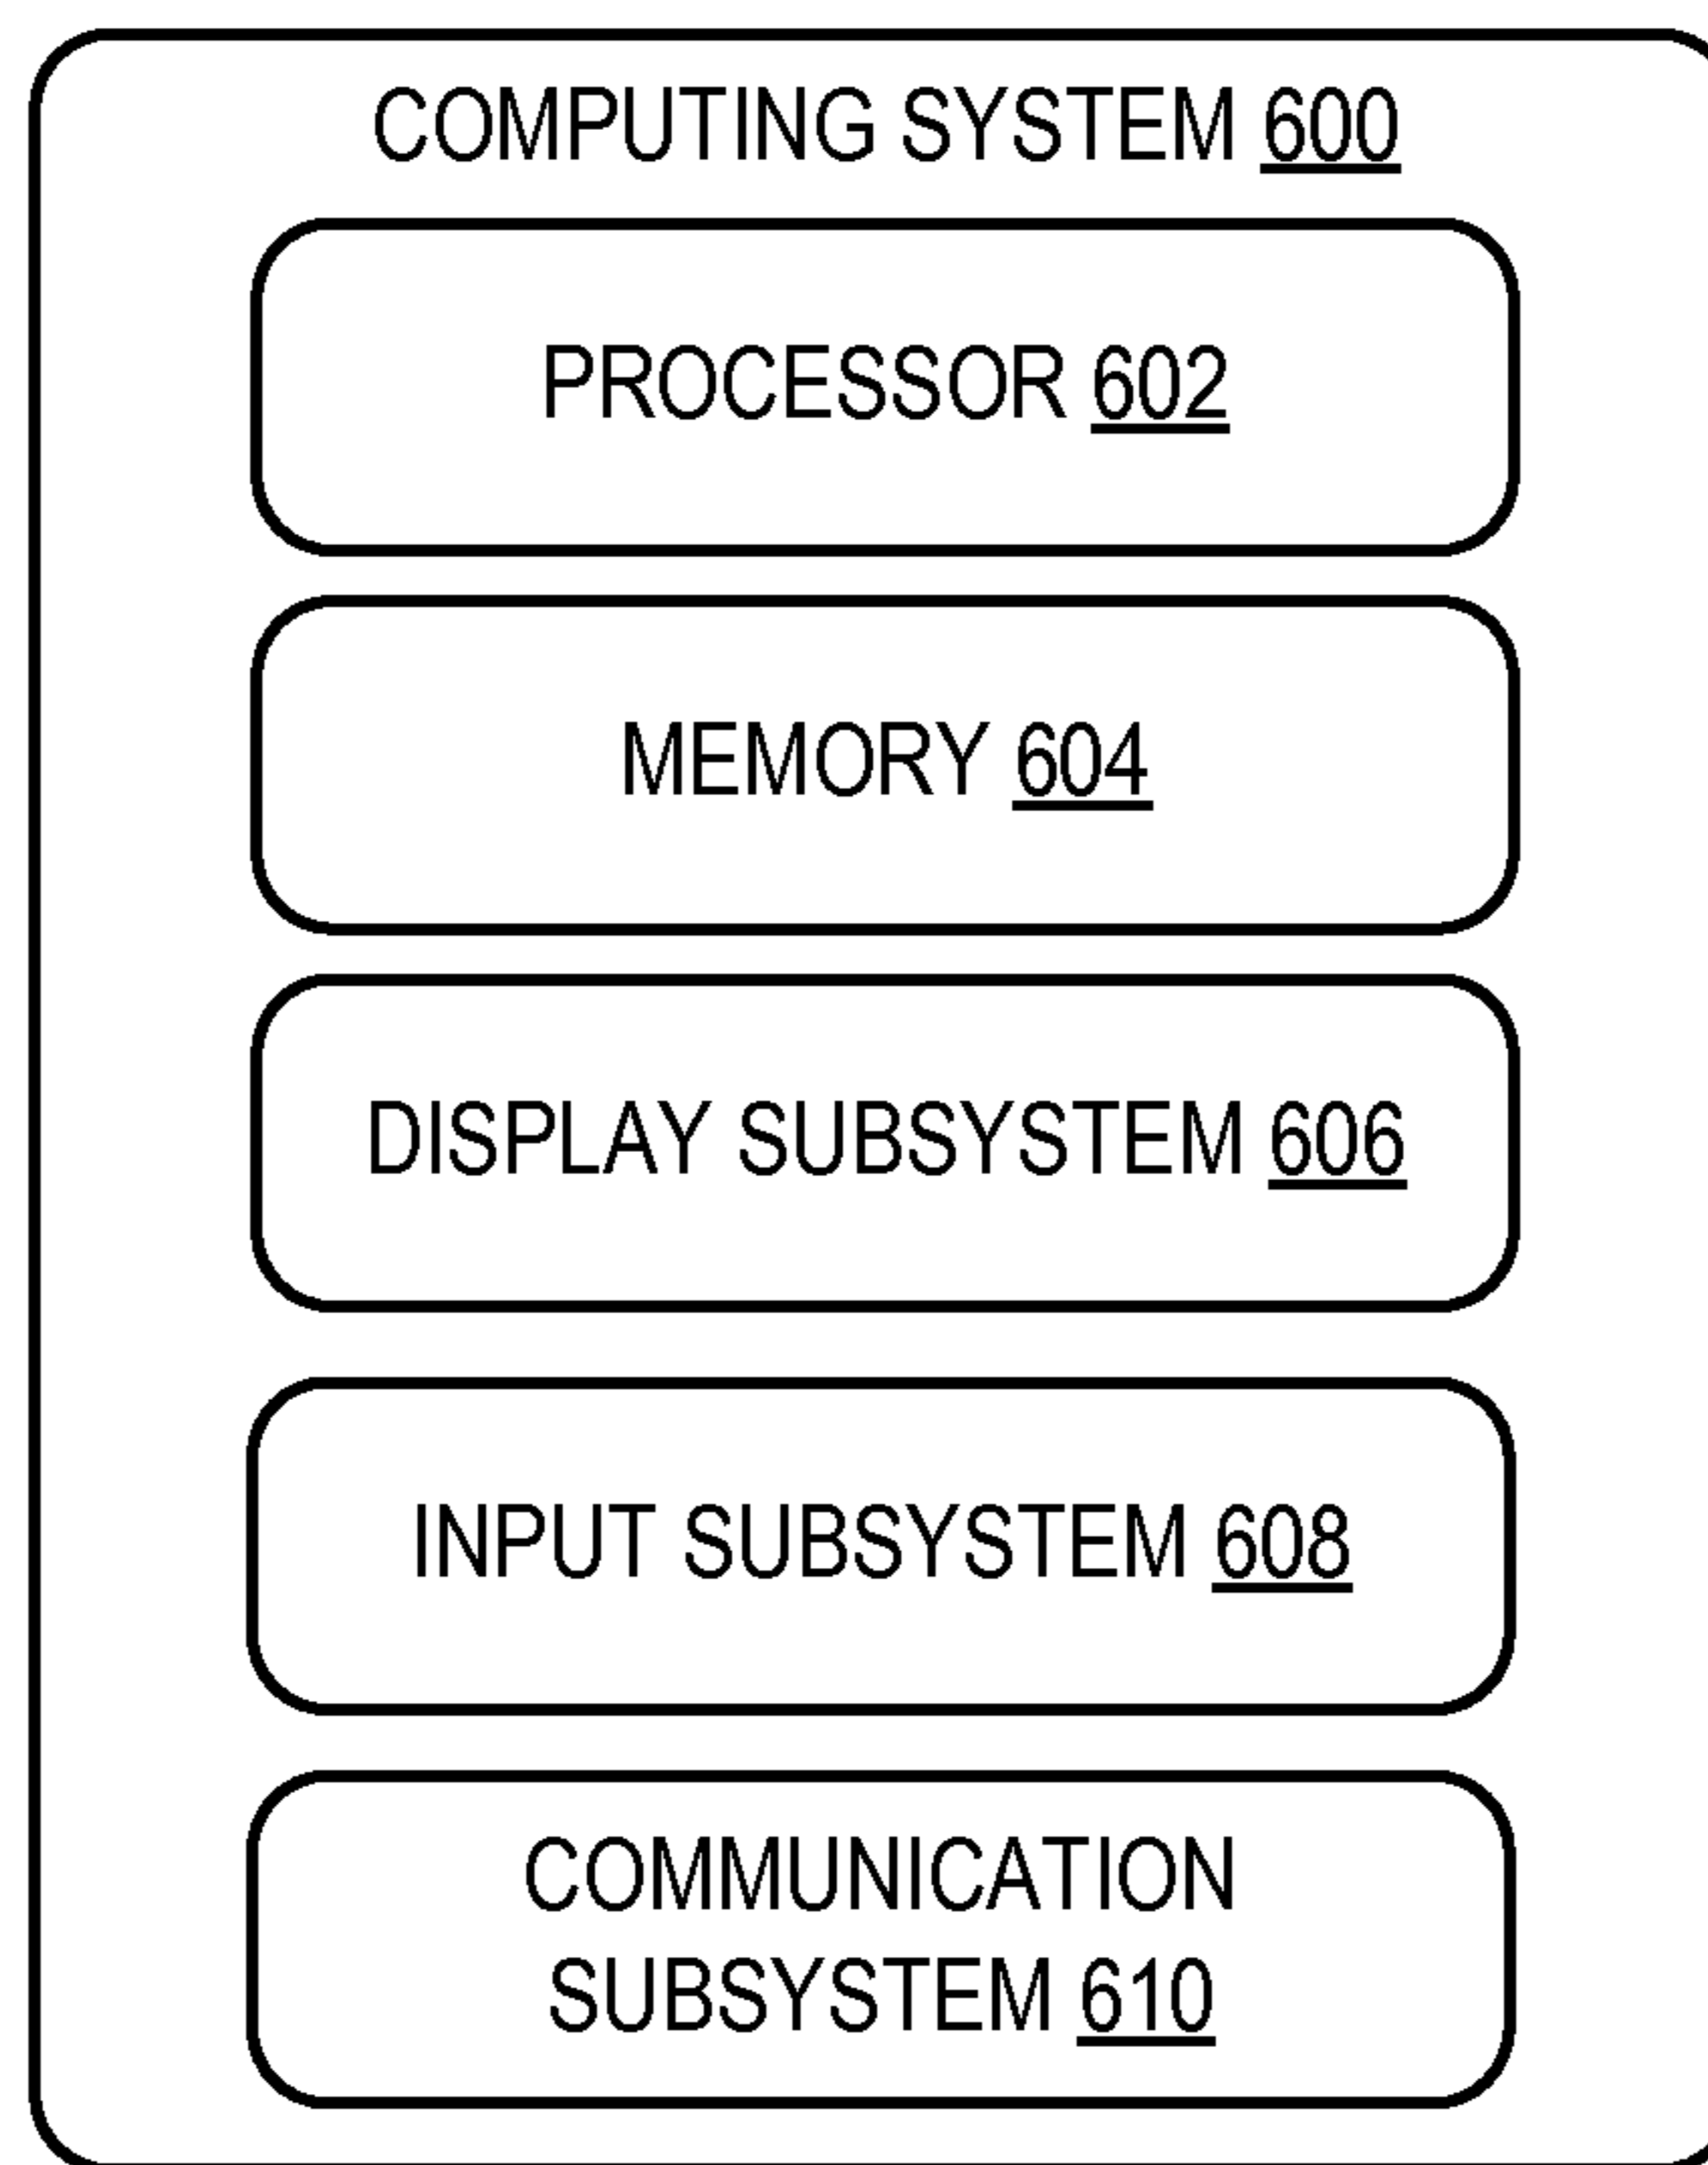 COMPUTING SYSTEM 600
PROCESSOR 602
MEMORY 604
DISPLAY SUBSYSTEM 606
INPUT SUBSYSTEM 608
COMMUNICATION
SUBSYSTEM 610